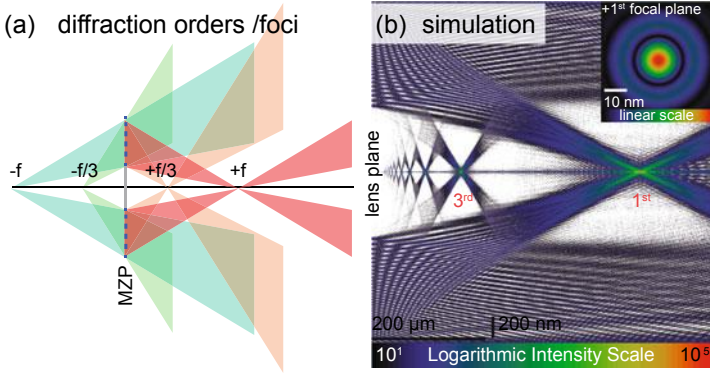 (a) diffraction orders /foci
-f
-f/3
+f/3
+f
MZP
(b) simulation
+1st focal plane
10 nm
linear scale
lens plane
3rd
1st
200 µm
200 nm
10¹ Logarithmic Intensity Scale 10⁵